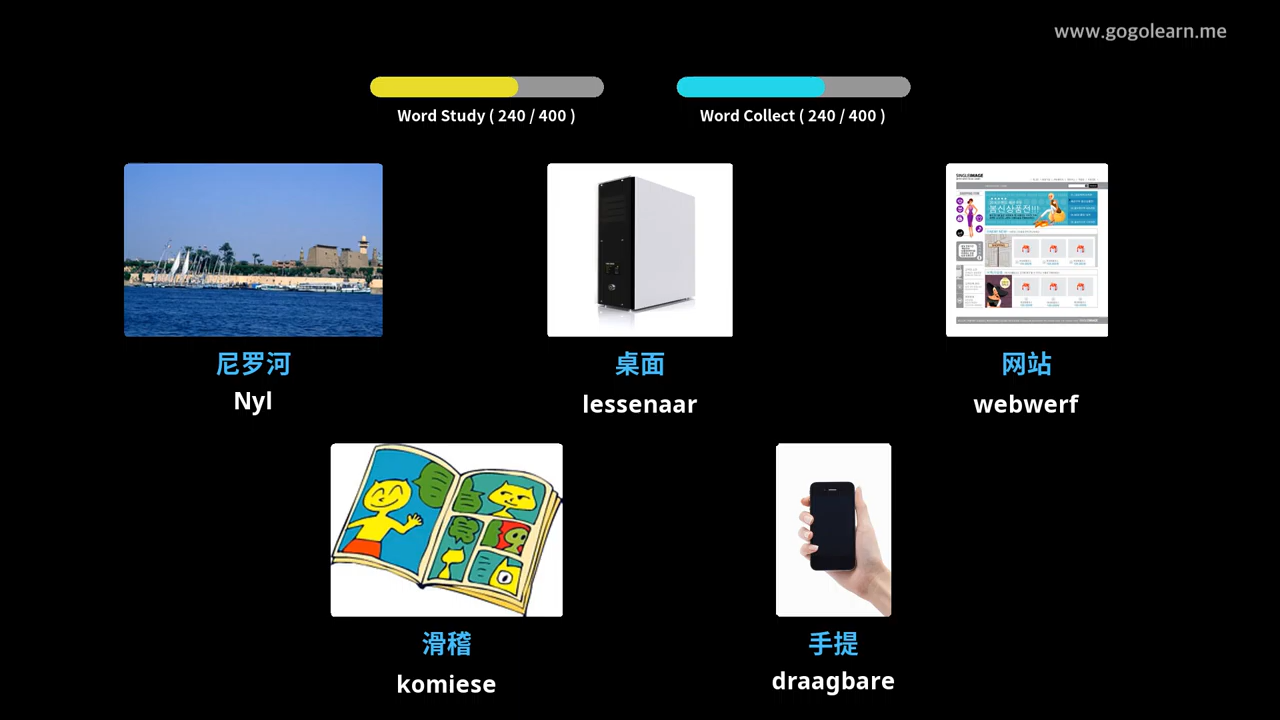 www.gogolearn.me
Word Study ( 240 / 400 )
Word Collect ( 240 / 400 )
尼罗河
Nyl
桌面
lessenaar
网站
webwerf
滑稽
komiese
手提
draagbare